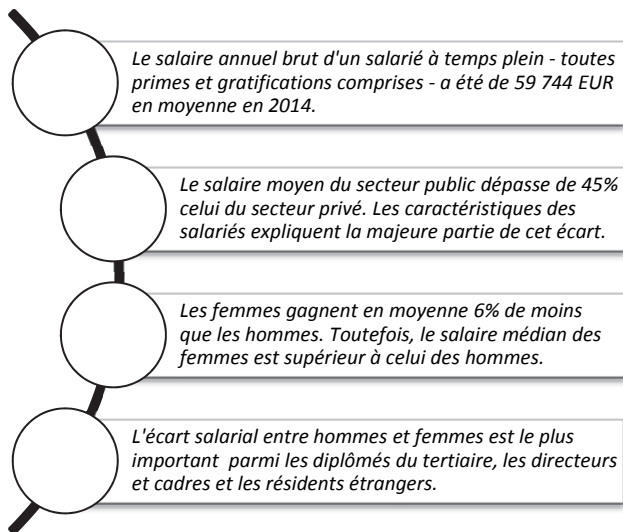 Le salaire annuel brut d'un salarié à temps plein - toutes
primes et gratifications comprises - a été de 59 744 EUR
en moyenne en 2014.
Le salaire moyen du secteur public dépasse de 45%
celui du secteur privé. Les caractéristiques des
salariés expliquent la majeure partie de cet écart.
Les femmes gagnent en moyenne 6% de moins
que les hommes. Toutefois, le salaire médian des
femmes est supérieur à celui des hommes.
L'écart salarial entre hommes et femmes est le plus
important parmi les diplômés du tertiaire, les directeurs
et cadres et les résidents étrangers.